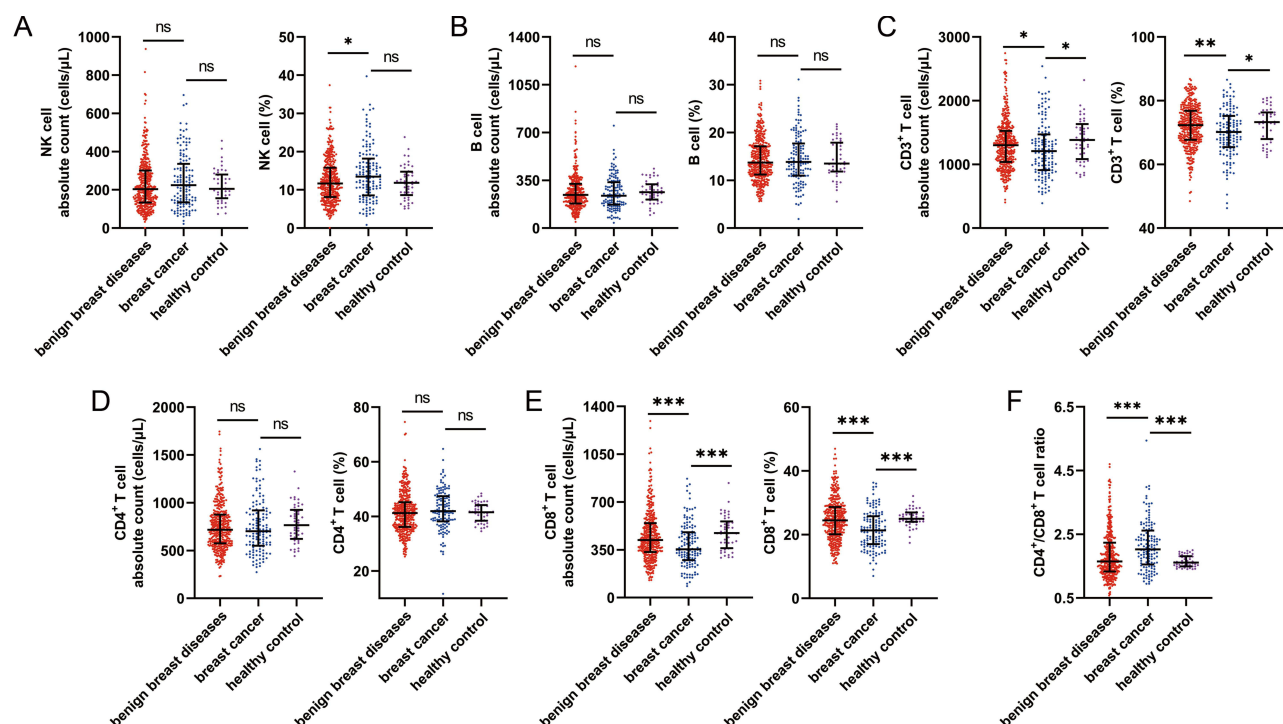 A
NK cell
absolute count (cells/μL)
1000
800
600
400
200
0
ns
ns
benign breast diseases
breast cancer
healthy control
NK cell (%)
50
40
30
20
10
0
*
ns
benign breast diseases
breast cancer
healthy control
B
B cell
absolute count (cells/μL)
1400
1050
700
350
0
ns
ns
benign breast diseases
breast cancer
healthy control
B cell (%)
40
30
20
10
0
ns
ns
benign breast diseases
breast cancer
healthy control
C
CD3+ T cell
absolute count (cells/μL)
3000
2000
1000
0
*
*
benign breast diseases
breast cancer
healthy control
CD3+ T cell (%)
100
80
60
40
**
*
benign breast diseases
breast cancer
healthy control
D
CD4+ T cell
absolute count (cells/μL)
2000
1500
1000
500
0
ns
ns
benign breast diseases
breast cancer
healthy control
CD4+ T cell (%)
80
60
40
20
ns
ns
benign breast diseases
breast cancer
healthy control
E
CD8+ T cell
absolute count (cells/μL)
1400
1050
700
350
0
***
***
benign breast diseases
breast cancer
healthy control
CD8+ T cell (%)
60
40
20
0
***
***
benign breast diseases
breast cancer
healthy control
F
CD4+/CD8+ T cell ratio
6.5
4.5
2.5
0.5
***
***
benign breast diseases
breast cancer
healthy control